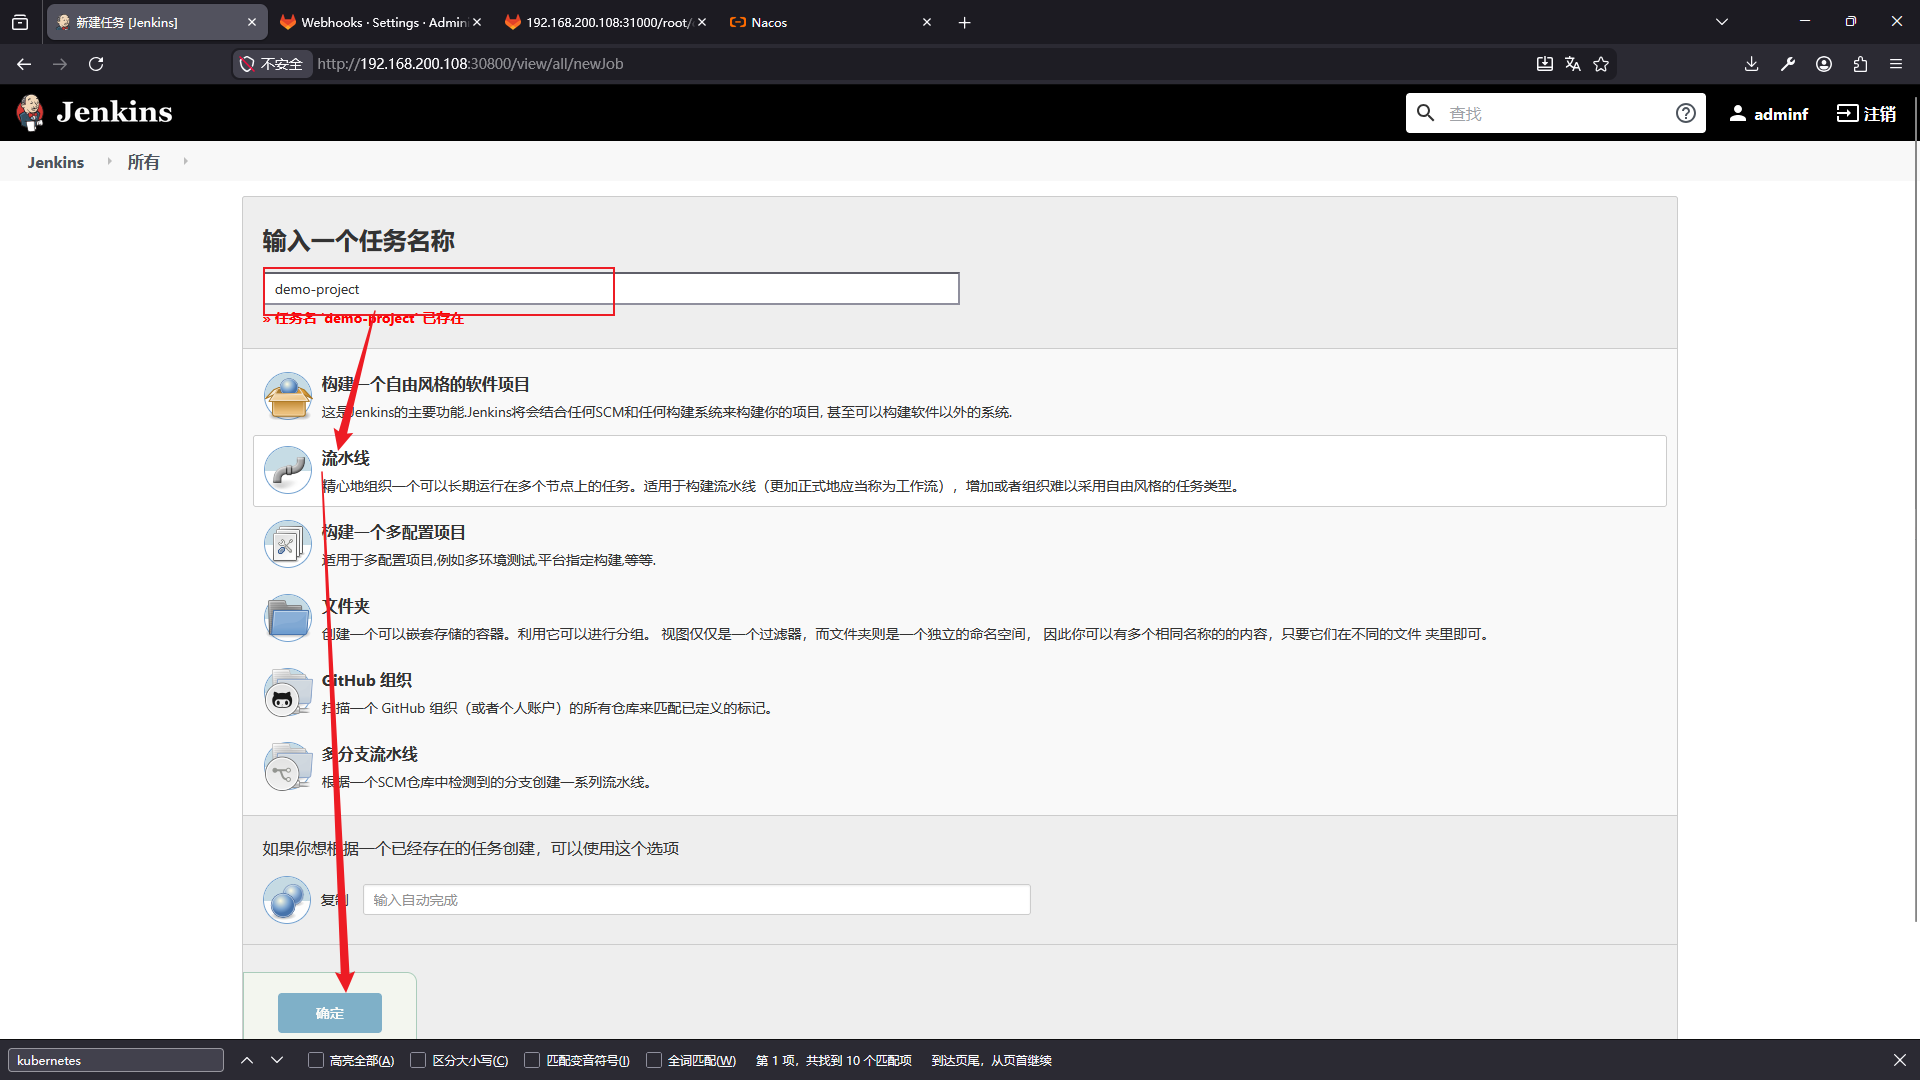 新建任务 [Jenkins]
Webhooks · Settings · Admin
192.168.200.108:31000/root/
Nacos
不安全
http://192.168.200.108:30800/view/all/newJob
Jenkins
查找
adminf
注销
Jenkins
所有
输入一个任务名称
demo-project
» 任务名 'demo-project' 已存在
构建一个自由风格的软件项目
这是Jenkins的主要功能.Jenkins将会结合任何SCM和任何构建系统来构建你的项目, 甚至可以构建软件以外的系统.
流水线
精心地组织一个可以长期运行在多个节点上的任务。适用于构建流水线（更加正式地应当称为工作流），增加或者组织难以采用自由风格的任务类型。
构建一个多配置项目
适用于多配置项目,例如多环境测试,平台指定构建,等等.
文件夹
创建一个可以嵌套存储的容器。利用它可以进行分组。 视图仅仅是一个过滤器，而文件夹则是一个独立的命名空间， 因此你可以有多个相同名称的的内容，只要它们在不同的文件 夹里即可。
GitHub 组织
扫描一个 GitHub 组织（或者个人账户）的所有仓库来匹配已定义的标记。
多分支流水线
根据一个SCM仓库中检测到的分支创建一系列流水线。
如果你想根据一个已经存在的任务创建，可以使用这个选项
复制
输入自动完成
确定
kubernetes
高亮全部(A)
区分大小写(C)
匹配变音符号(I)
全词匹配(W)
第 1 项，共找到 10 个匹配项
到达页尾，从页首继续